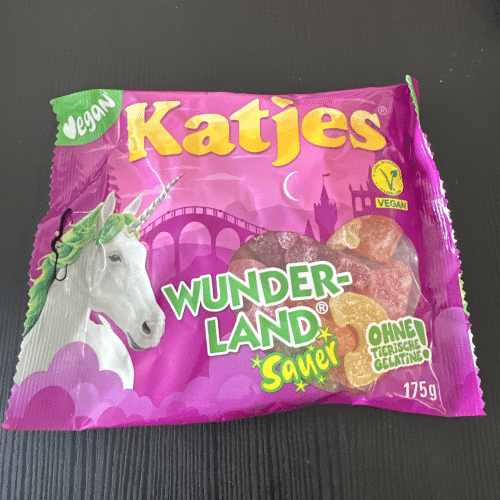 Vegan
Katjes®
VEGAN
WUNDER-
LAND®
Sauer
OHNE
TIERISCHE
GELATINE!
175g